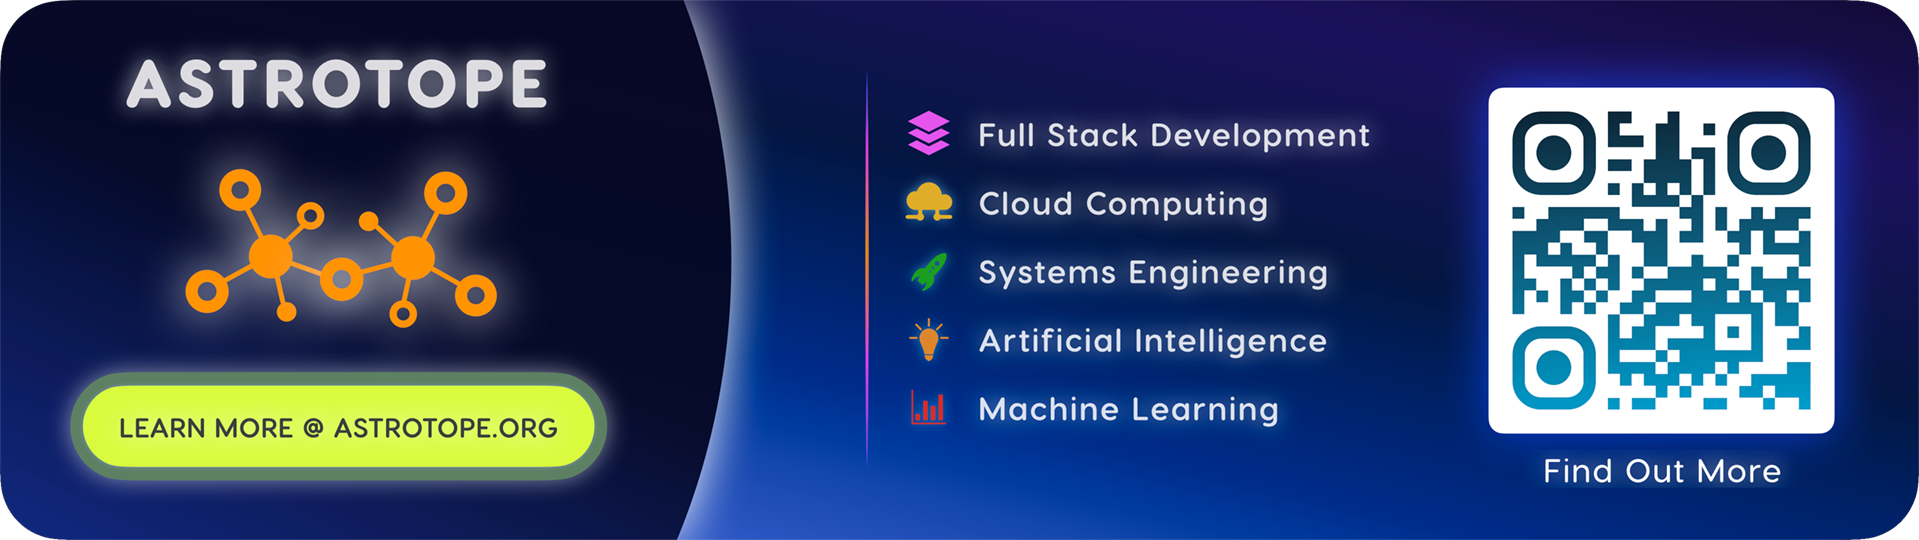 ASTROTOPE
LEARN MORE @ ASTROTOPE.ORG
Full Stack Development
Cloud Computing
Systems Engineering
Artificial Intelligence
Machine Learning
Find Out More